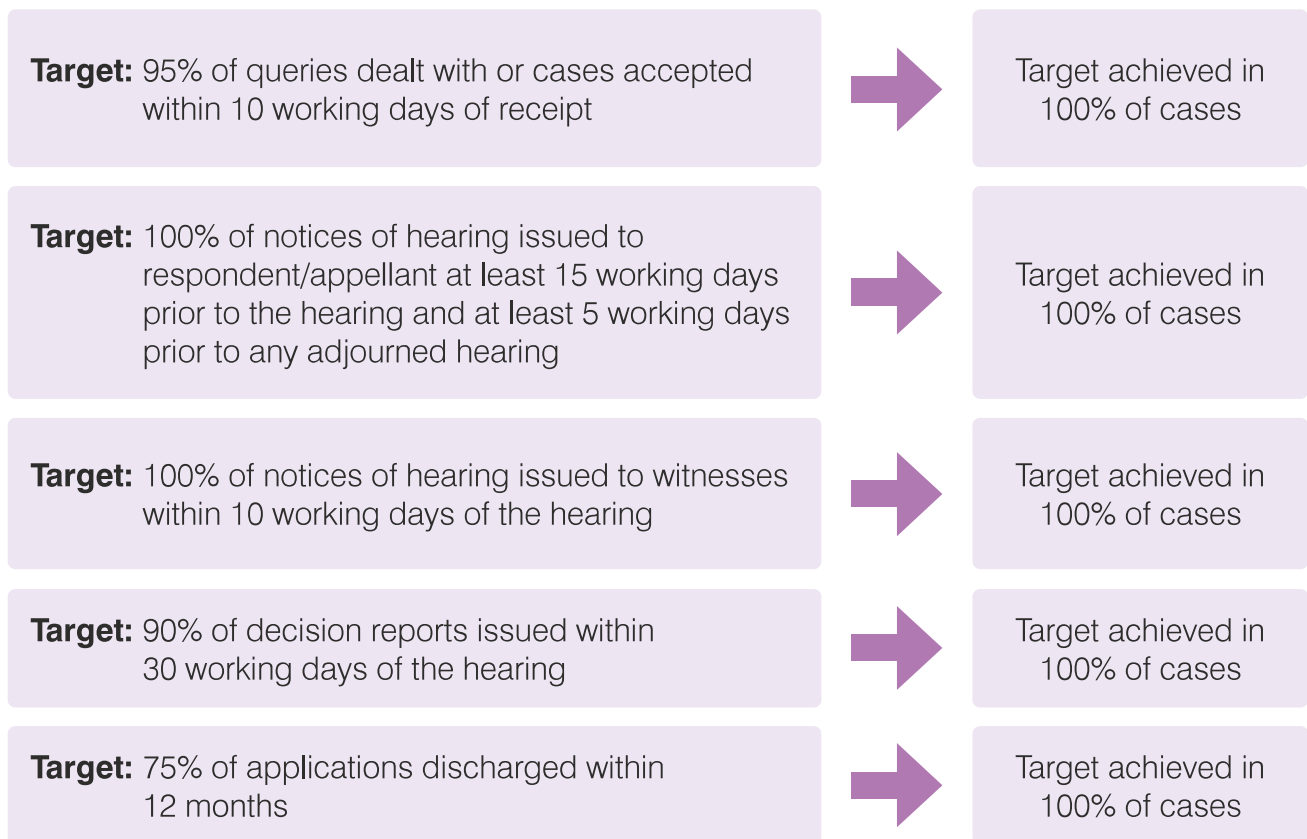 Target: 95% of queries dealt with or cases accepted
within 10 working days of receipt
Target achieved in
100% of cases
Target: 100% of notices of hearing issued to
respondent/appellant at least 15 working days
prior to the hearing and at least 5 working days
prior to any adjourned hearing
Target achieved in
100% of cases
Target: 100% of notices of hearing issued to witnesses
within 10 working days of the hearing
Target achieved in
100% of cases
Target: 90% of decision reports issued within
30 working days of the hearing
Target achieved in
100% of cases
Target: 75% of applications discharged within
12 months
Target achieved in
100% of cases